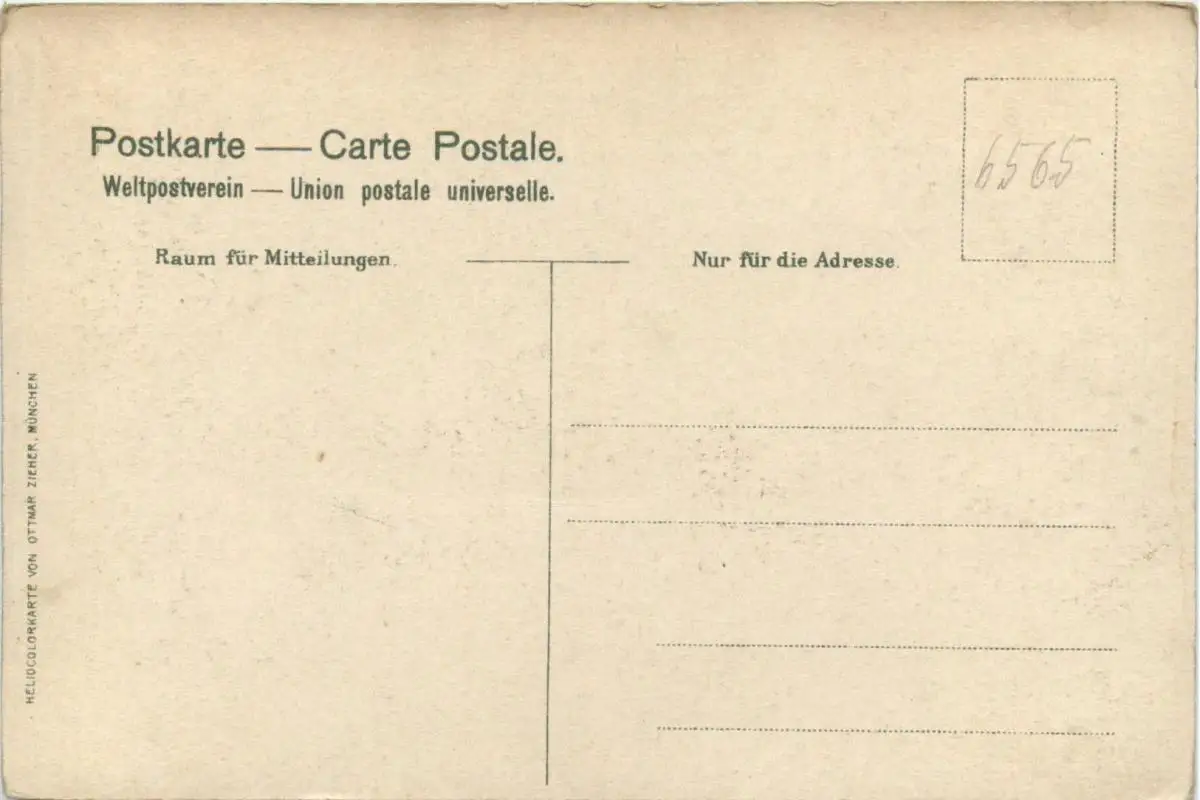 Postkarte — Carte Postale.
Weltpostverein — Union postale universelle.
Raum für Mitteilungen.
Nur für die Adresse.
6565
HELIOCOLORKARTE VON OTTMAR ZIEHER, MÜNCHEN